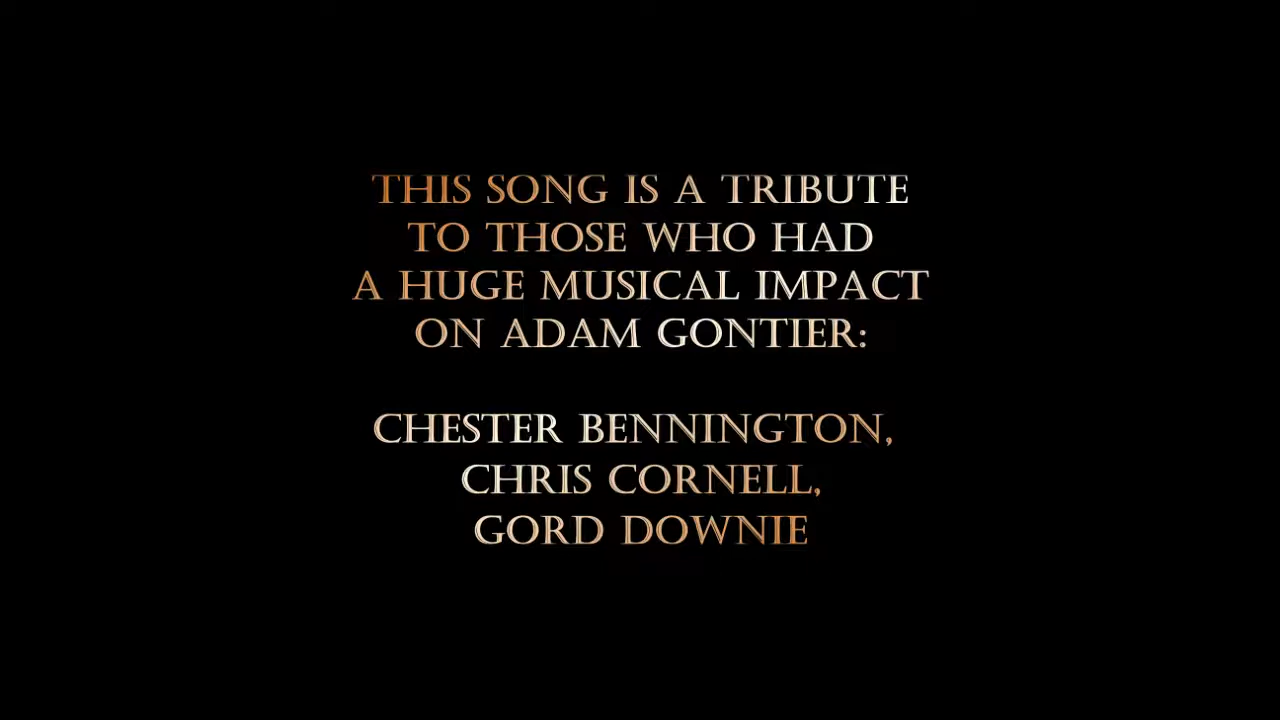 THIS SONG IS A TRIBUTE
TO THOSE WHO HAD
A HUGE MUSICAL IMPACT
ON ADAM GONTIER:
CHESTER BENNINGTON,
CHRIS CORNELL,
GORD DOWNIE